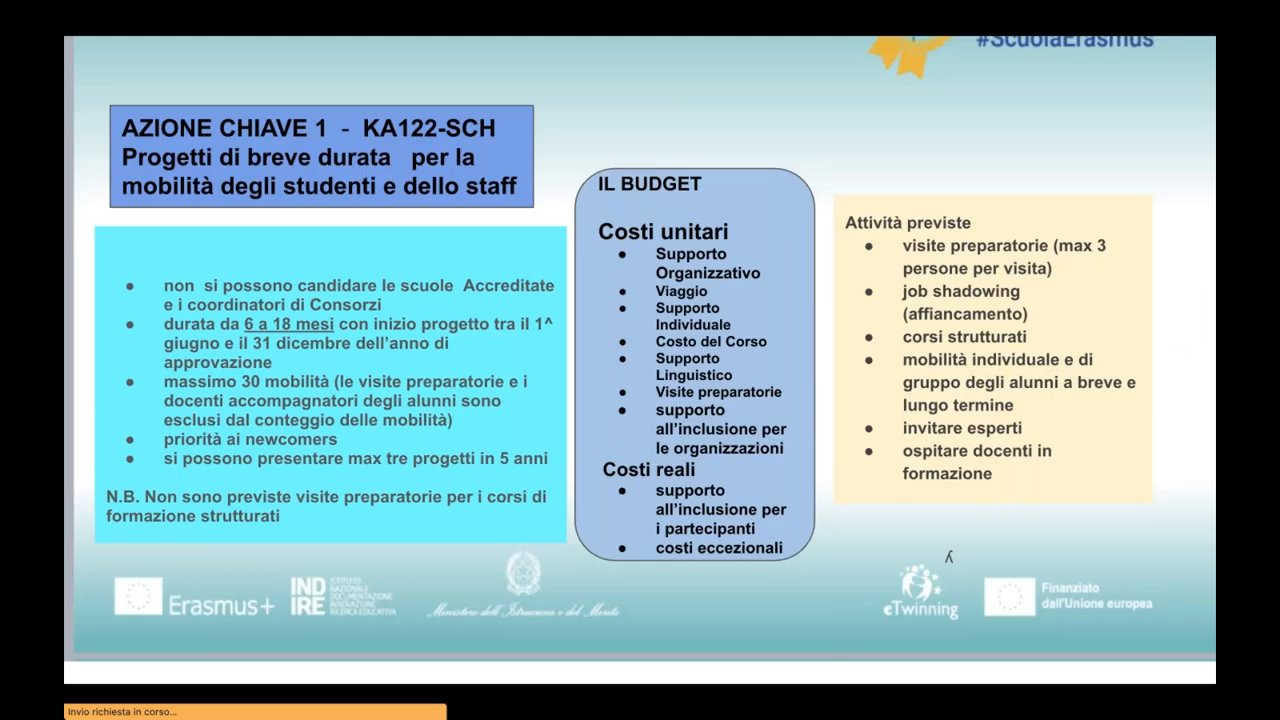 #ScuolaErasmus
AZIONE CHIAVE 1 - KA122-SCH
Progetti di breve durata per la
mobilità degli studenti e dello staff
● non si possono candidare le scuole Accreditate
e i coordinatori di Consorzi
● durata da 6 a 18 mesi con inizio progetto tra il 1^
giugno e il 31 dicembre dell'anno di
approvazione
● massimo 30 mobilità (le visite preparatorie e i
docenti accompagnatori degli alunni sono
esclusi dal conteggio delle mobilità)
● priorità ai newcomers
● si possono presentare max tre progetti in 5 anni
N.B. Non sono previste visite preparatorie per i corsi di
formazione strutturati
IL BUDGET
Costi unitari
● Supporto
Organizzativo
● Viaggio
● Supporto
Individuale
● Costo del Corso
● Supporto
Linguistico
● Visite preparatorie
● supporto
all'inclusione per
le organizzazioni
Costi reali
● supporto
all'inclusione per
i partecipanti
● costi eccezionali
Attività previste
● visite preparatorie (max 3
persone per visita)
● job shadowing
(affiancamento)
● corsi strutturati
● mobilità individuale e di
gruppo degli alunni a breve e
lungo termine
● invitare esperti
● ospitare docenti in
formazione
Erasmus+
INDIRE
ISTITUTO
NAZIONALE
DOCUMENTAZIONE
INNOVAZIONE
RICERCA EDUCATIVA
Ministero dell'Istruzione e del Merito
eTwinning
Finanziato
dall'Unione europea
Invio richiesta in corso...